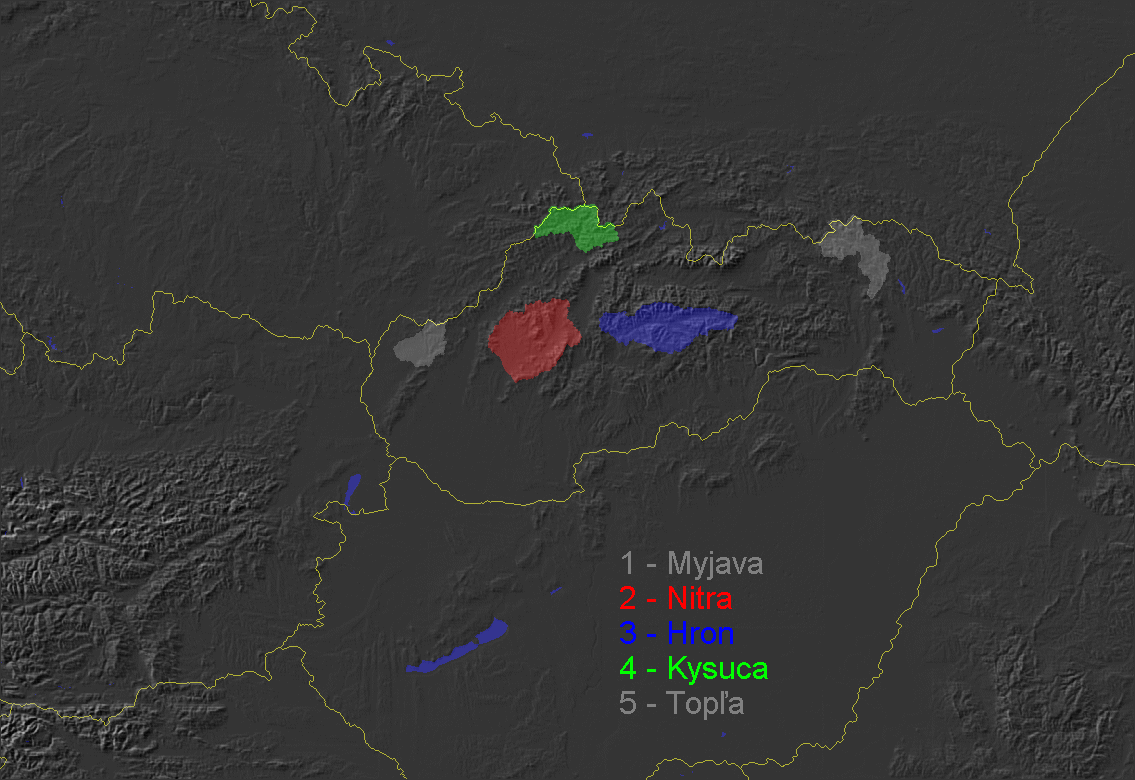 1 - Myjava
2 - Nitra
3 - Hron
4 - Kysuca
5 - Topľa